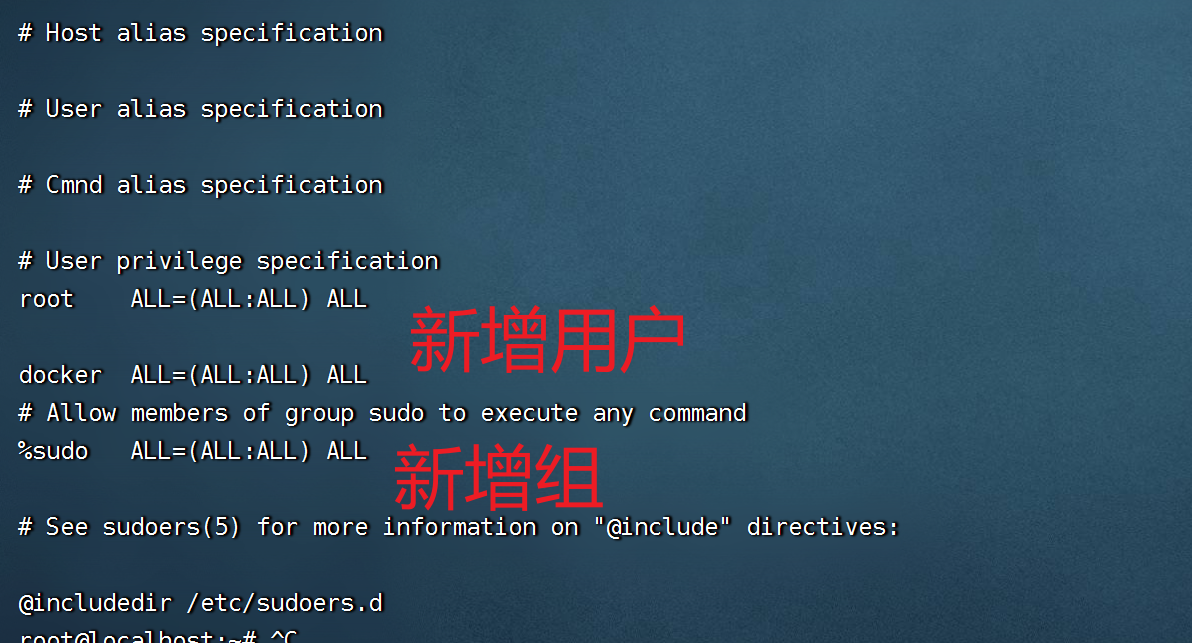 # Host alias specification
# User alias specification
# Cmnd alias specification
# User privilege specification
root    ALL=(ALL:ALL) ALL
新增用户
docker  ALL=(ALL:ALL) ALL
# Allow members of group sudo to execute any command
%sudo   ALL=(ALL:ALL) ALL
新增组
# See sudoers(5) for more information on "@include" directives:
@includedir /etc/sudoers.d
root@localhost:~# ^C